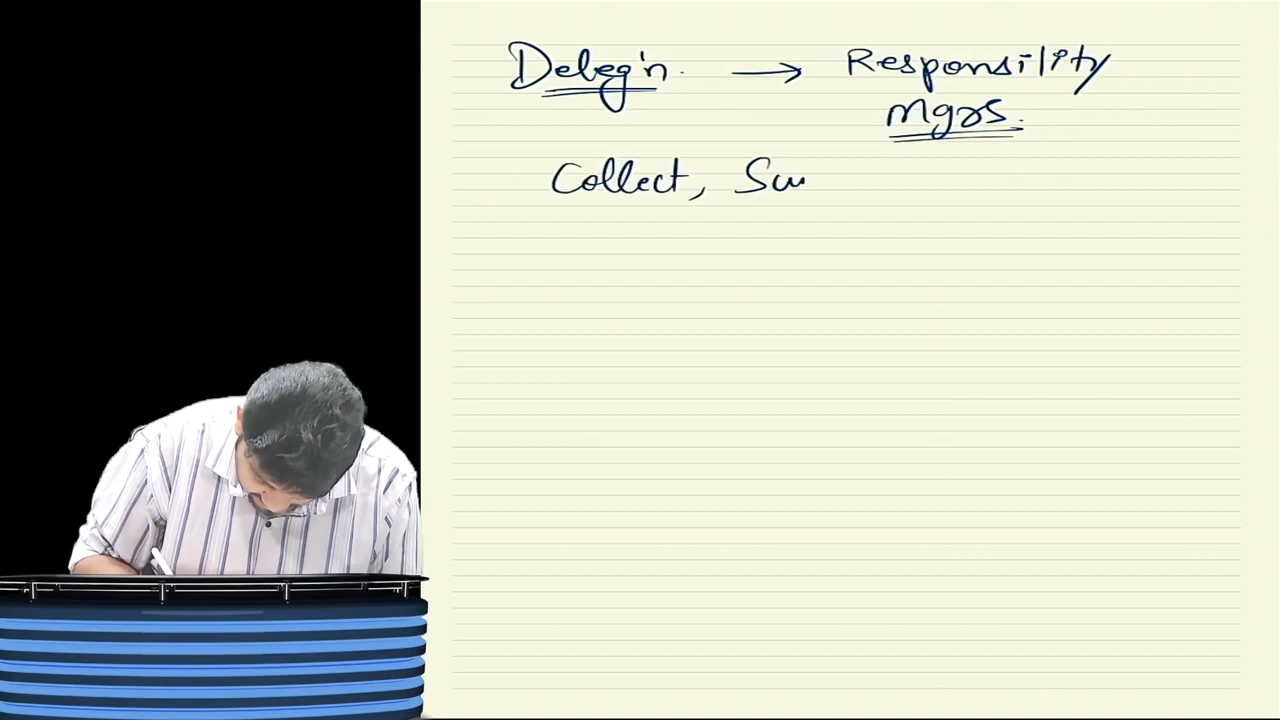 Deleg'n. → Responsility
Mgrs.
Collect, Su